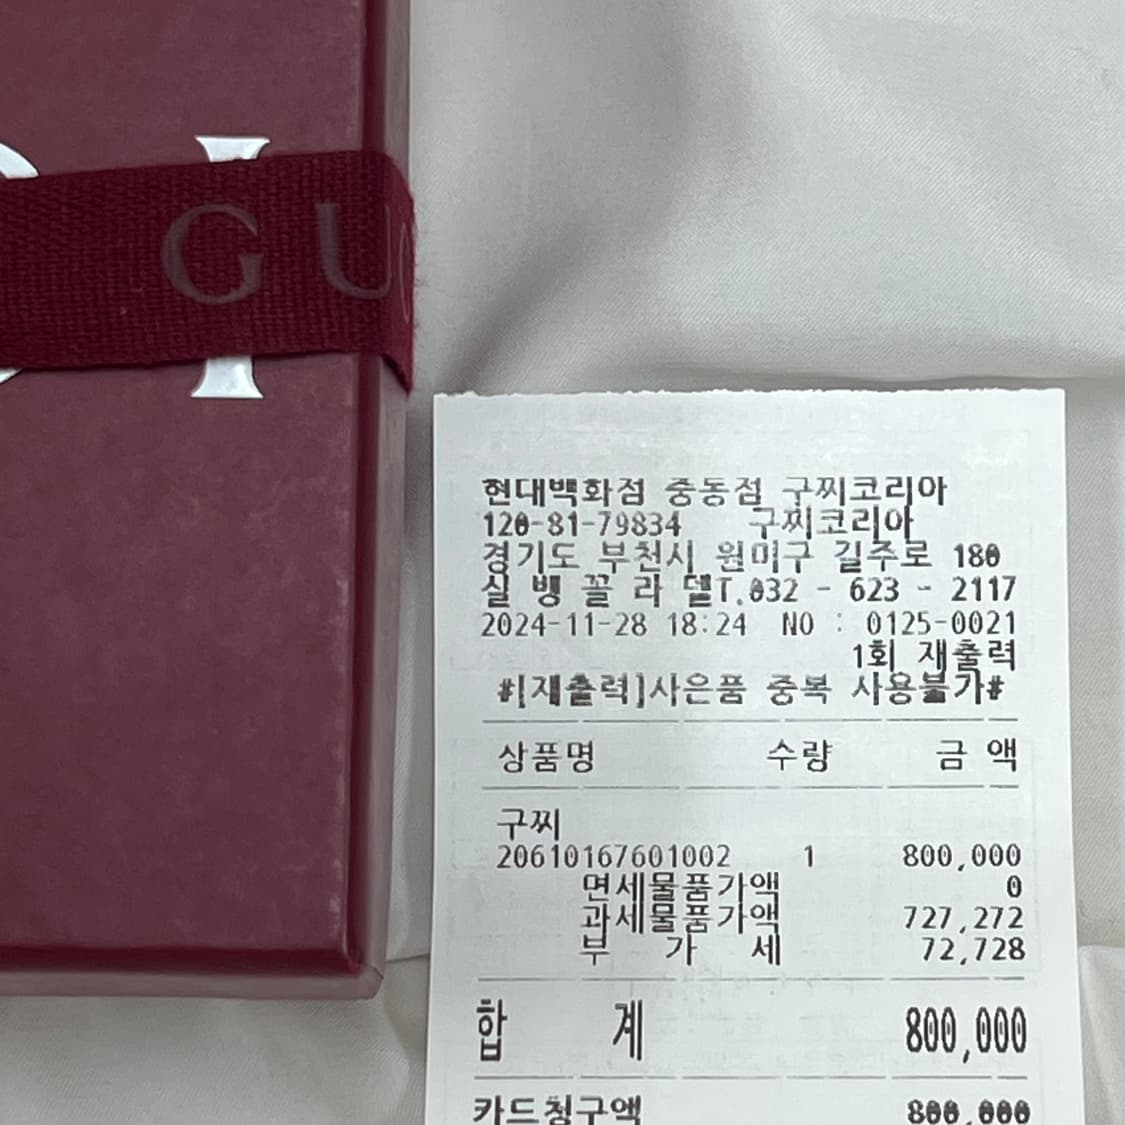 I
GUC
현대백화점 중동점 구찌코리아
120-81-79834 구찌코리아
경기도 부천시 원미구 길주로 180
실 뱅 꼴 라 델T.032 - 623 - 2117
2024-11-28 18:24 NO : 0125-0021
1회 재출력
#[재출력]사은품 중복 사용불가#
상품명 수량 금 액
구찌
20610167601002 1 800,000
면세물품가액 0
과세물품가액 727,272
부 가 세 72,728
합 계 800,000
카드청구액 800,000